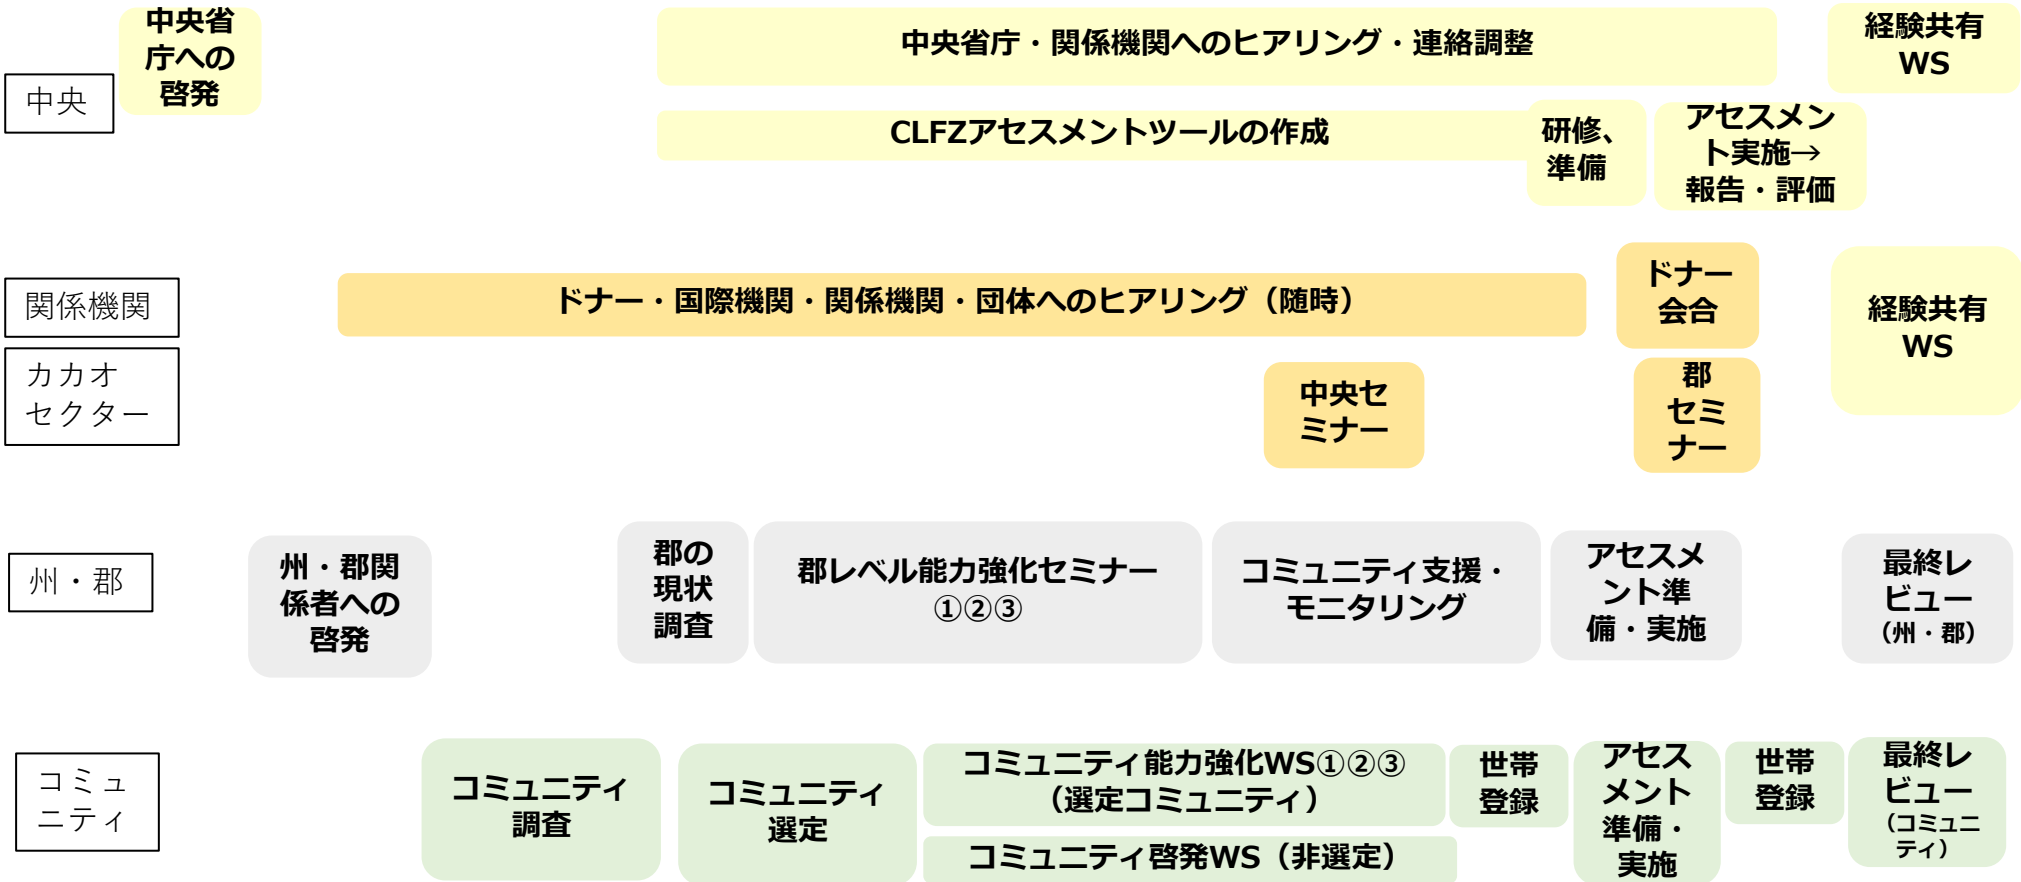 中央
中央省
庁への
啓発
中央省庁・関係機関へのヒアリング・連絡調整
経験共有
WS
CLFZアセスメントツールの作成
研修、
準備
アセスメン
ト実施→
報告・評価
関係機関
ドナー・国際機関・関係機関・団体へのヒアリング（随時）
ドナー
会合
経験共有
WS
カカオ
セクター
中央セ
ミナー
郡
セミ
ナー
州・郡
州・郡関
係者への
啓発
郡の
現状
調査
郡レベル能力強化セミナー
①②③
コミュニティ支援・
モニタリング
アセスメ
ント準
備・実施
最終レ
ビュー
（州・郡）
コミュ
ニティ
コミュニティ
調査
コミュニティ
選定
コミュニティ能力強化WS①②③
（選定コミュニティ）
コミュニティ啓発WS（非選定）
世帯
登録
アセス
メント
準備・
実施
世帯
登録
最終レ
ビュー
（コミュニ
ティ）